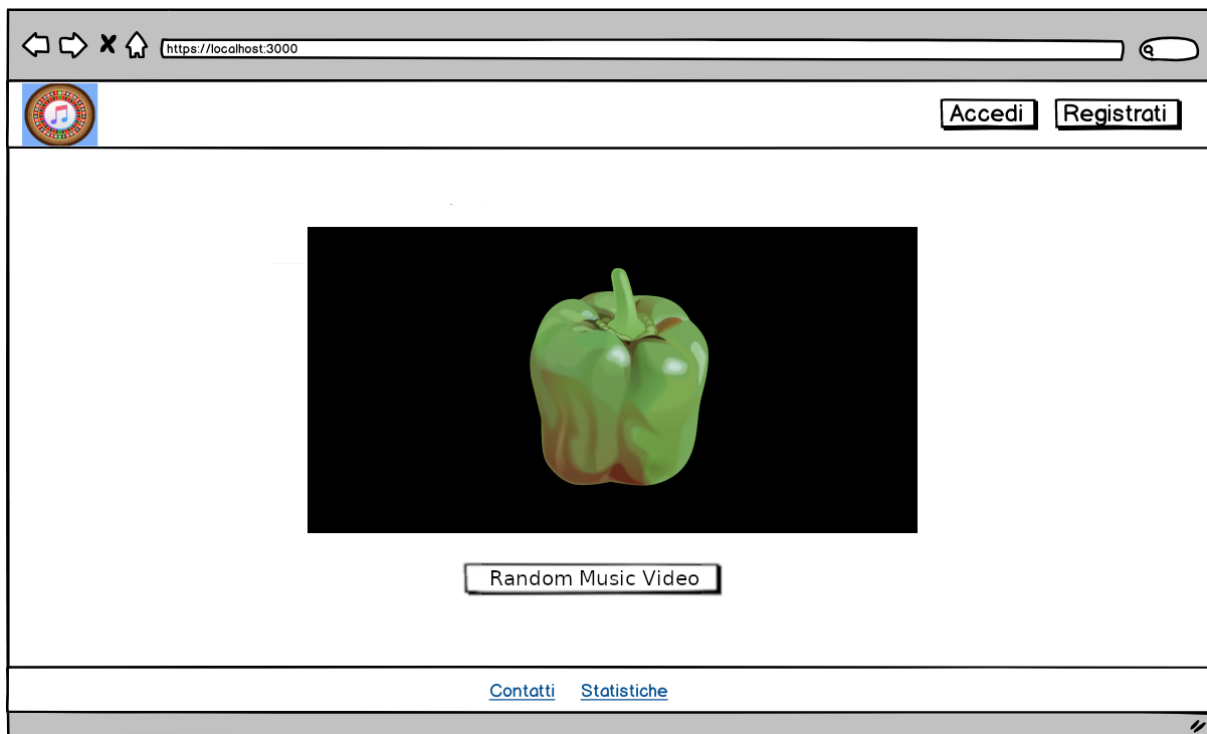 https://localhost:3000
Accedi Registrati
Random Music Video
Contatti Statistiche